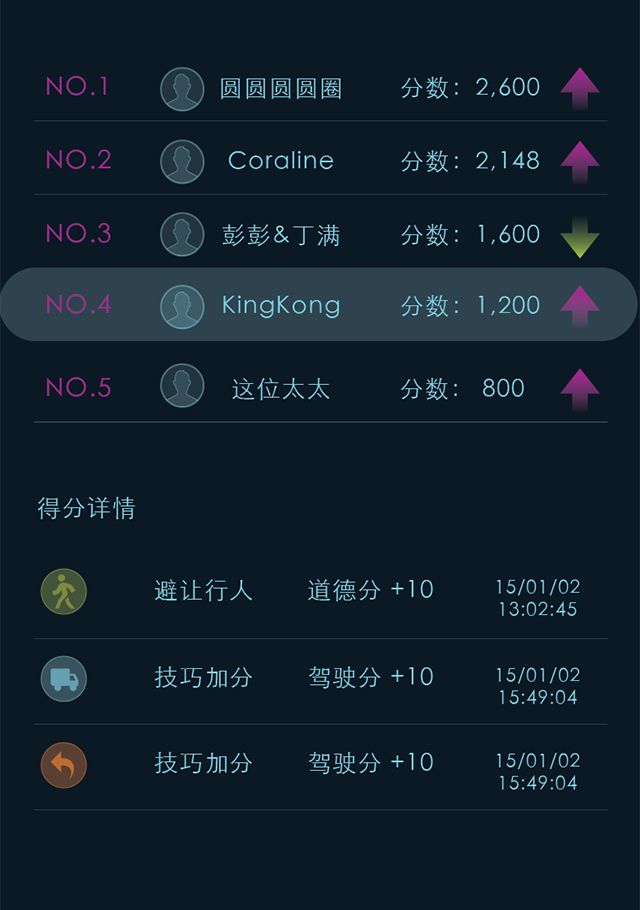 NO.1 圆圆圆圆圈 分数: 2,600
NO.2 Coraline 分数: 2,148
NO.3 彭彭&丁满 分数: 1,600
NO.4 KingKong 分数: 1,200
NO.5 这位太太 分数: 800
得分详情
避让行人 道德分 +10 15/01/02
13:02:45
技巧加分 驾驶分 +10 15/01/02
15:49:04
技巧加分 驾驶分 +10 15/01/02
15:49:04